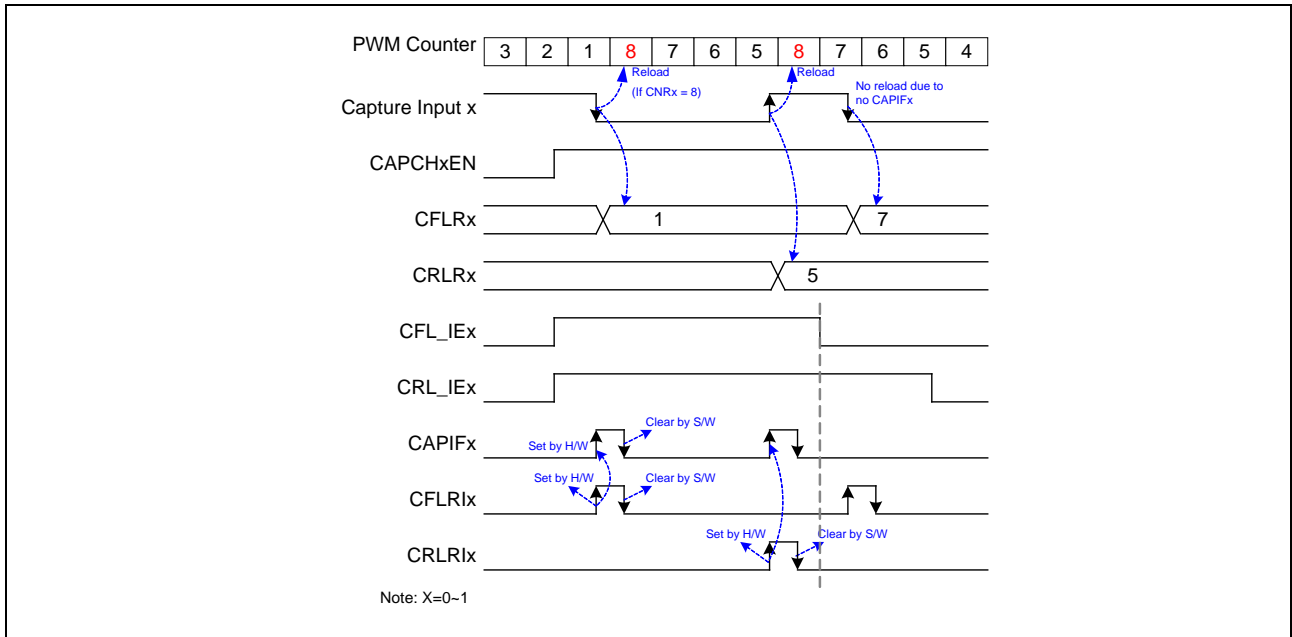 PWM Counter 3 2 1 8 7 6 5 8 7 6 5 4
Reload
(If CNRx = 8)
Reload
No reload due to
no CAPIFx
Capture Input x
CAPCHxEN
CFLRx 1 7
CRLRx 5
CFL_IEx
CRL_IEx
CAPIFx Set by H/W Clear by S/W
CFLRIx Set by H/W Clear by S/W
CRLRIx Set by H/W Clear by S/W
Note: X=0~1